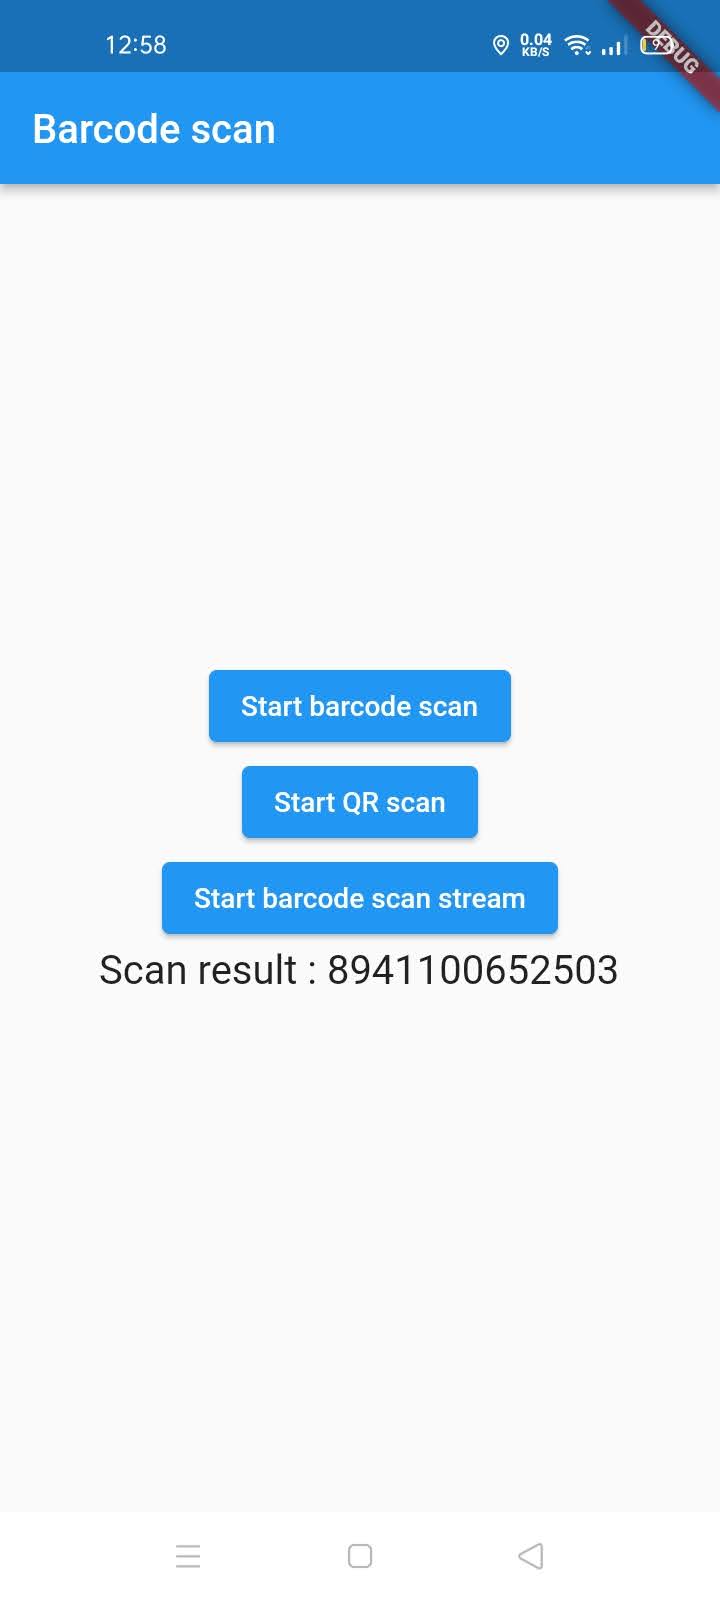 12:58
0.04
KB/S
9
DEBUG
Barcode scan
Start barcode scan
Start QR scan
Start barcode scan stream
Scan result : 8941100652503